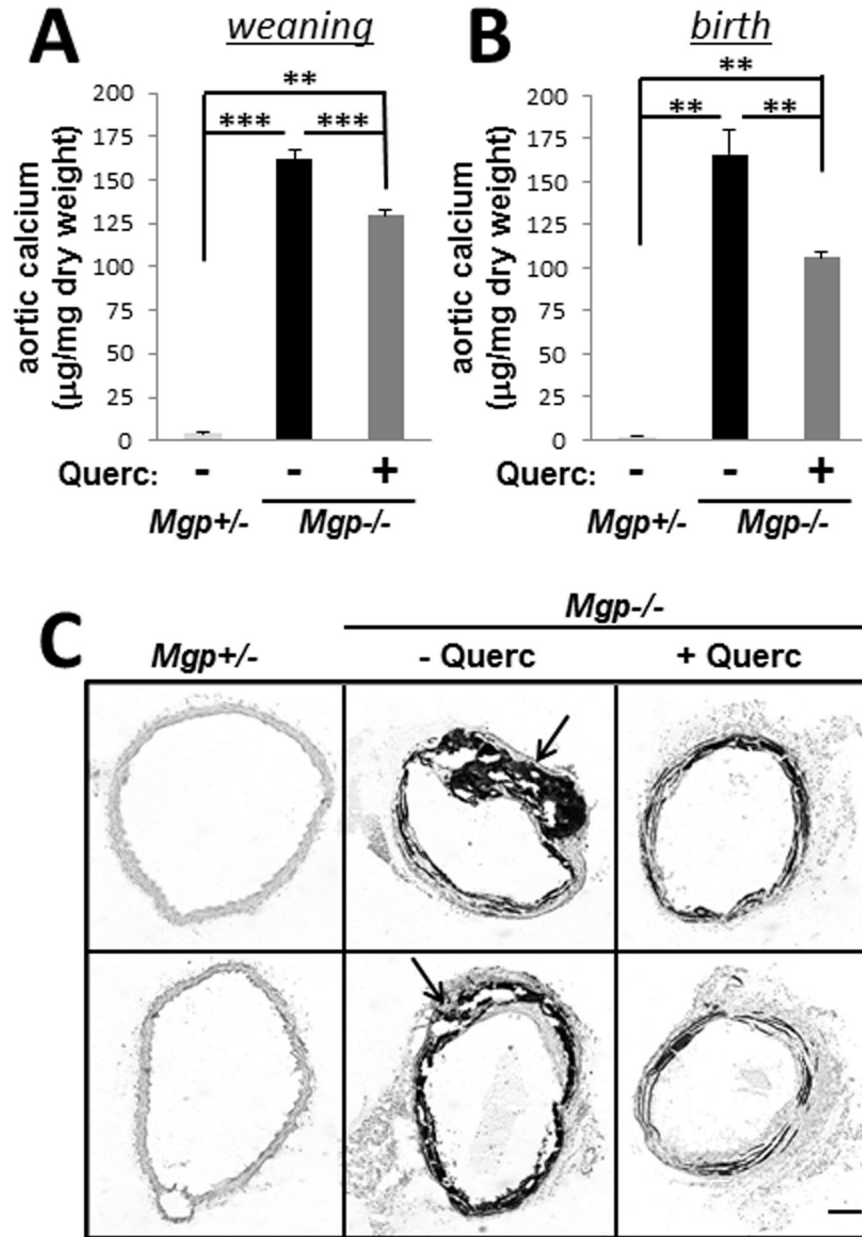 A weaning
**
*** ***
200
175
150
125
100
75
50
25
0
aortic calcium
(µg/mg dry weight)
Querc: - - +
Mgp+/- Mgp-/-
B birth
**
** **
200
175
150
125
100
75
50
25
0
aortic calcium
(µg/mg dry weight)
Querc: - - +
Mgp+/- Mgp-/-
C
Mgp-/-
Mgp+/- - Querc + Querc